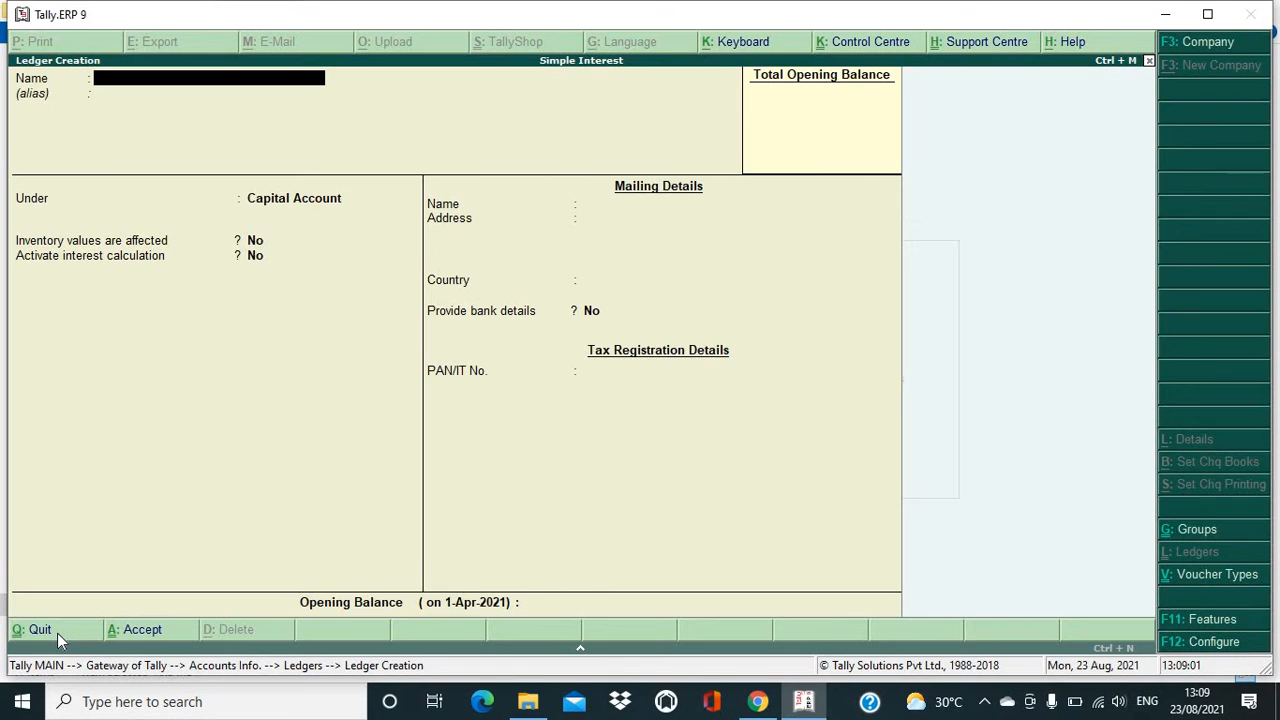 Tally.ERP 9
P: Print E: Export M: E-Mail O: Upload S: TallyShop G: Language K: Keyboard K: Control Centre H: Support Centre H: Help F3: Company
Ledger Creation Simple Interest Ctrl + M F3: New Company
Name : Total Opening Balance
(alias) :
Under : Capital Account Mailing Details
Name :
Address :
Inventory values are affected ? No
Activate interest calculation ? No
Country :
Provide bank details ? No
Tax Registration Details
PAN/IT No. :
L: Details
B: Set Chq Books
S: Set Chq Printing
G: Groups
L: Ledgers
V: Voucher Types
Opening Balance ( on 1-Apr-2021) :
F11: Features
Q: Quit A: Accept D: Delete
F12: Configure
Ctrl + N
Tally MAIN --> Gateway of Tally --> Accounts Info. --> Ledgers --> Ledger Creation © Tally Solutions Pvt Ltd., 1988-2018 Mon, 23 Aug, 2021 13:09:01
Type here to search 30°C ENG 13:09
23/08/2021